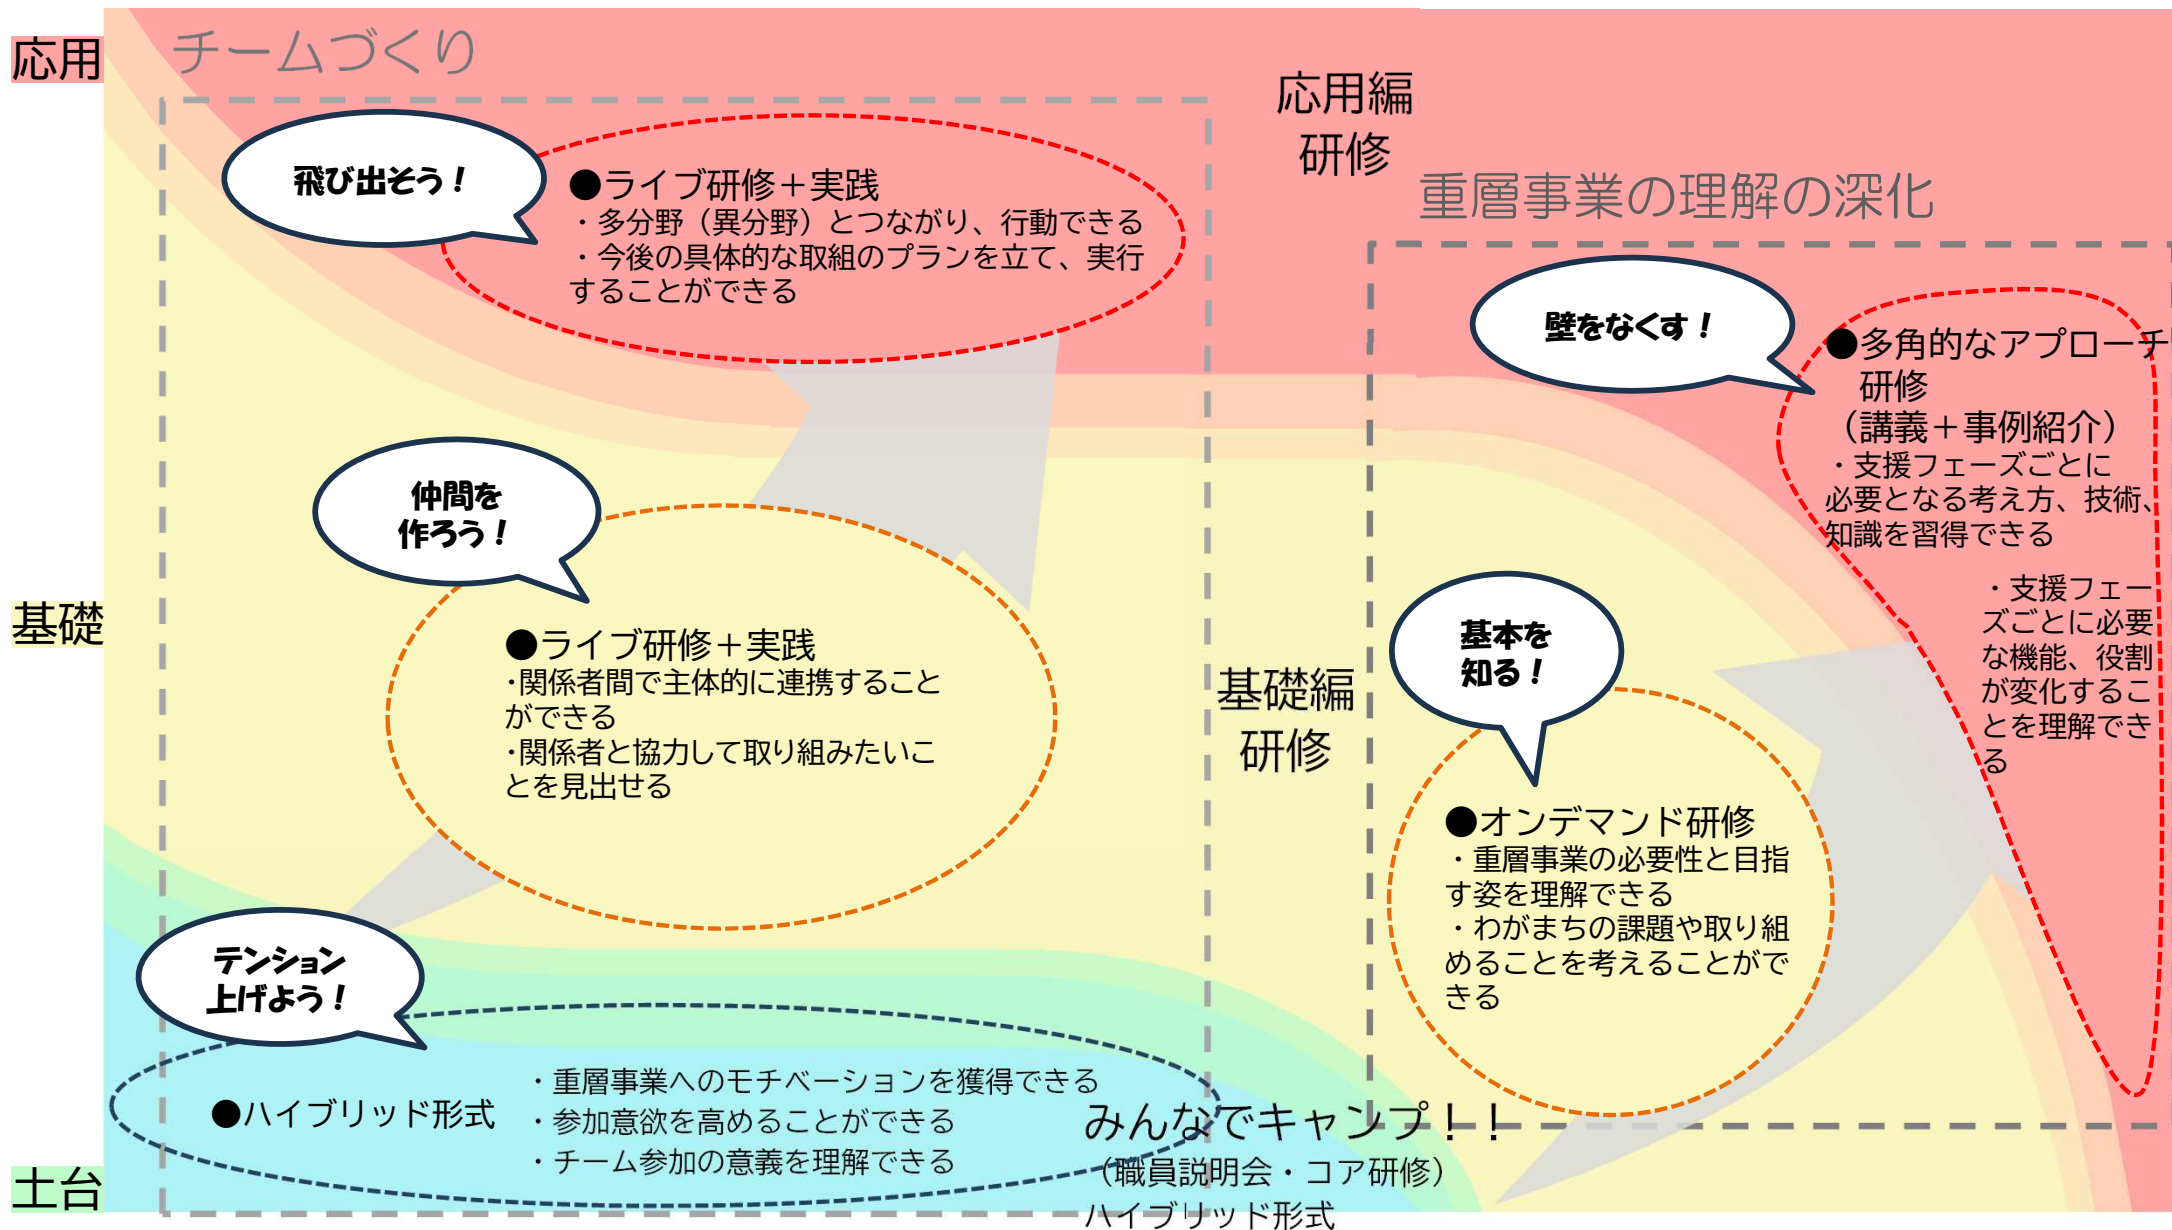 応用
チームづくり
飛び出そう！
●ライブ研修＋実践
・多分野（異分野）とつながり、行動できる
・今後の具体的な取組のプランを立て、実行
することができる
応用編
研修
重層事業の理解の深化
壁をなくす！
●多角的なアプローチ
研修
（講義＋事例紹介）
・支援フェーズごとに
必要となる考え方、技術、
知識を習得できる
・支援フェー
ズごとに必要
な機能、役割
が変化するこ
とを理解でき
る
基礎
仲間を
作ろう！
●ライブ研修＋実践
・関係者間で主体的に連携すること
ができる
・関係者と協力して取り組みたいこ
とを見出せる
基礎編
研修
基本を
知る！
●オンデマンド研修
・重層事業の必要性と目指
す姿を理解できる
・わがまちの課題や取り組
めることを考えることがで
きる
テンション
上げよう！
●ハイブリッド形式
・重層事業へのモチベーションを獲得できる
・参加意欲を高めることができる
・チーム参加の意義を理解できる
みんなでキャンプ！！
（職員説明会・コア研修）
ハイブリッド形式
土台